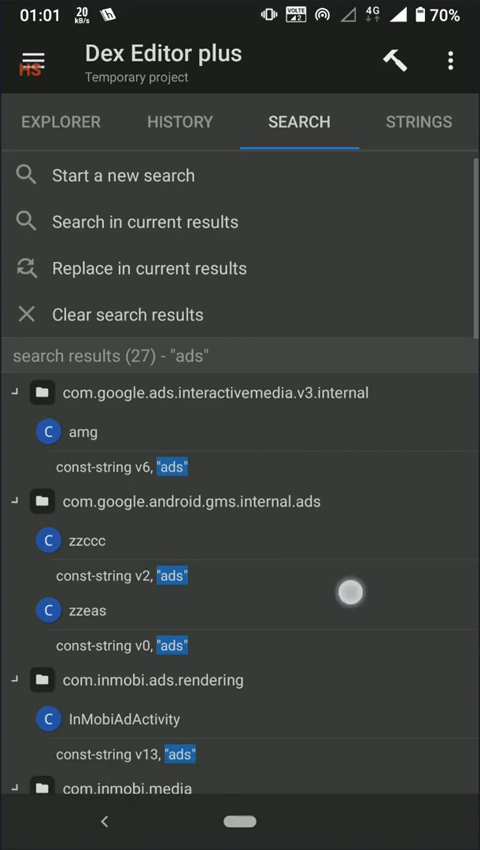 01:01 20 KB/s VOLTE 2 4G 70%
HS
Dex Editor plus
Temporary project
EXPLORER HISTORY SEARCH STRINGS
Start a new search
Search in current results
Replace in current results
Clear search results
search results (27) - "ads"
com.google.ads.interactivemedia.v3.internal
C amg
const-string v6, "ads"
com.google.android.gms.internal.ads
C zzccc
const-string v2, "ads"
C zzeas
const-string v0, "ads"
com.inmobi.ads.rendering
C InMobiAdActivity
const-string v13, "ads"
com.inmobi.media